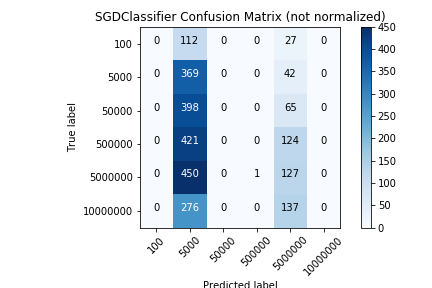 SGDClassifier Confusion Matrix (not normalized)
100 0 112 0 0 27 0
5000 0 369 0 0 42 0
50000 0 398 0 0 65 0
500000 0 421 0 0 124 0
5000000 0 450 0 1 127 0
10000000 0 276 0 0 137 0
True label
100 5000 50000 500000 5000000 10000000
Predicted label
450
400
350
300
250
200
150
100
50
0